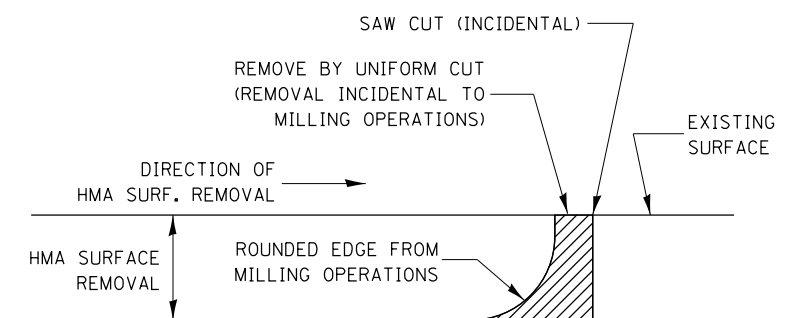 SAW CUT (INCIDENTAL)
REMOVE BY UNIFORM CUT
(REMOVAL INCIDENTAL TO
MILLING OPERATIONS)
EXISTING
SURFACE
DIRECTION OF
HMA SURF. REMOVAL
HMA SURFACE
REMOVAL
ROUNDED EDGE FROM
MILLING OPERATIONS